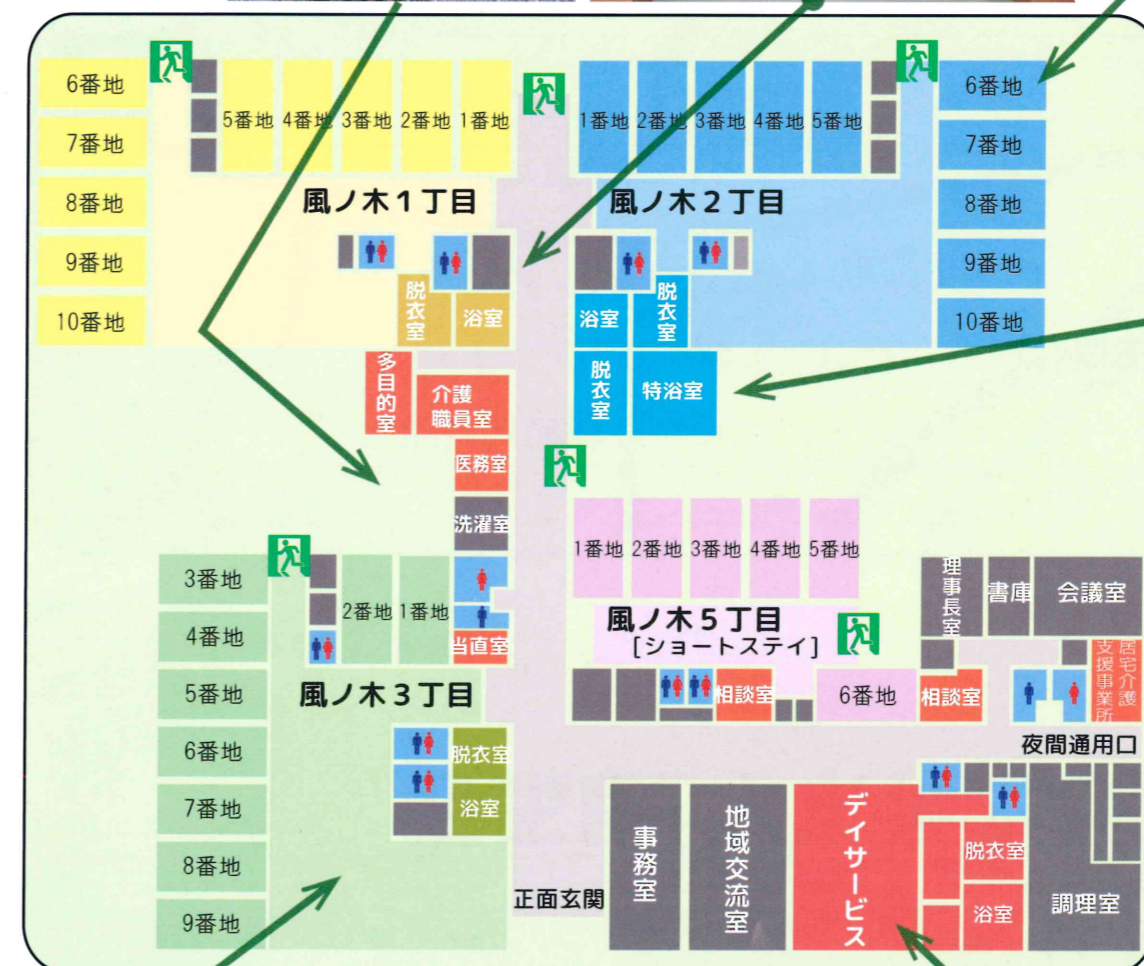 6番地
7番地
8番地
9番地
10番地
5番地 4番地 3番地 2番地 1番地
風ノ木1丁目
脱衣室
浴室
1番地 2番地 3番地 4番地 5番地
風ノ木2丁目
6番地
7番地
8番地
9番地
10番地
浴室
脱衣室
脱衣室
特浴室
多目的室
介護
職員室
医務室
洗濯室
当直室
3番地
4番地
5番地
6番地
7番地
8番地
9番地
2番地 1番地
風ノ木3丁目
脱衣室
浴室
1番地 2番地 3番地 4番地 5番地
風ノ木5丁目
[ショートステイ]
相談室
6番地
相談室
理事長室
書庫
会議室
居宅介護
支援事業所
夜間通用口
正面玄関
事務室
地域交流室
デイサービス
脱衣室
浴室
調理室